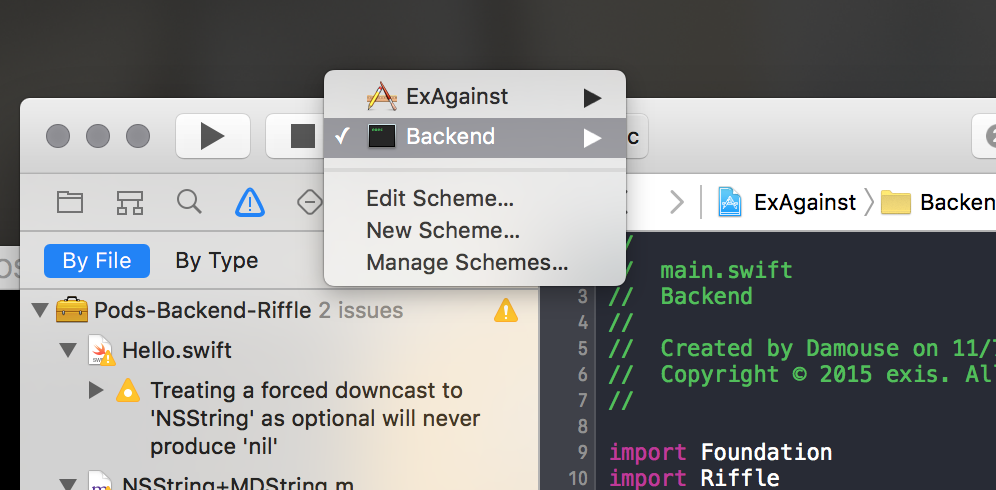 ExAgainst
Backend
Edit Scheme...
New Scheme...
Manage Schemes...
ExAgainst
By File
By Type
Pods-Backend-Riffle 2 issues
Hello.swift
Treating a forced downcast to
'NSString' as optional will never
produce 'nil'
NSString+MDString.m
// main.swift
3 // Backend
4 //
5 // Created by Damouse on 11/
6 // Copyright © 2015 exis. All
7 //
8
9 import Foundation
10 import Riffle